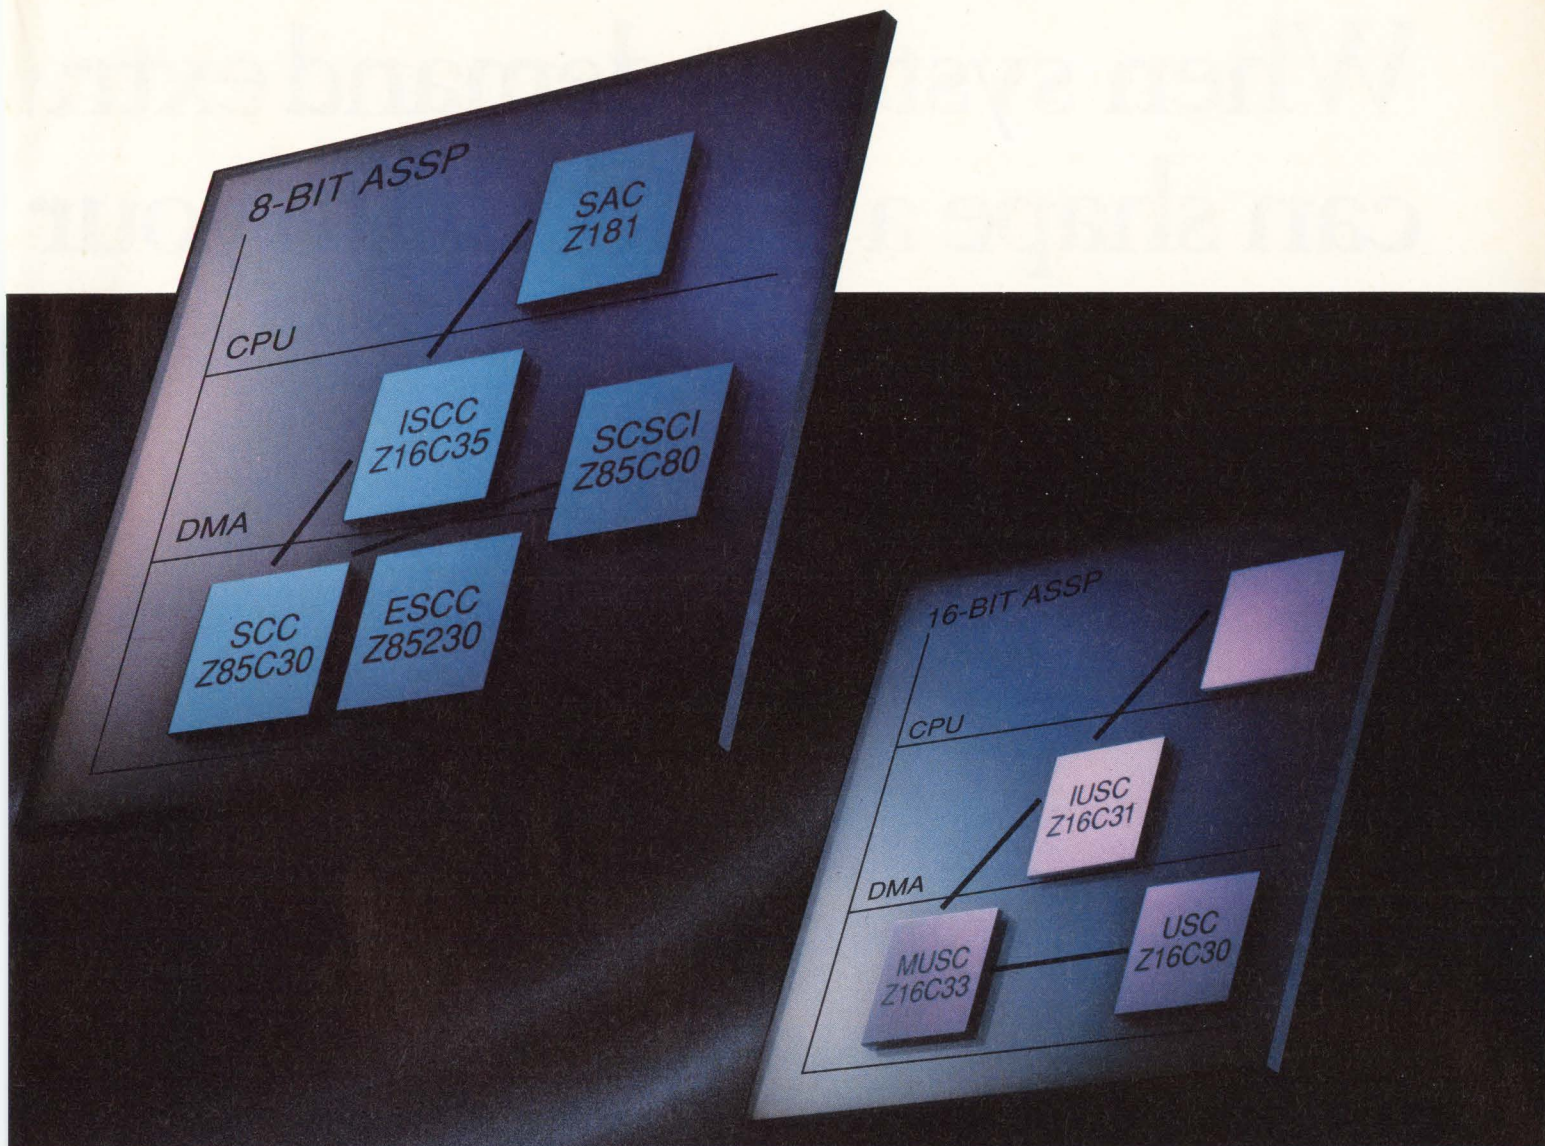 8-BIT ASSP
SAC
Z181
CPU
ISCC
Z16C35
SCSCI
Z85C80
DMA
SCC
Z85C30
ESCC
Z85230
16-BIT ASSP
CPU
IUSC
Z16C31
DMA
MUSC
Z16C33
USC
Z16C30